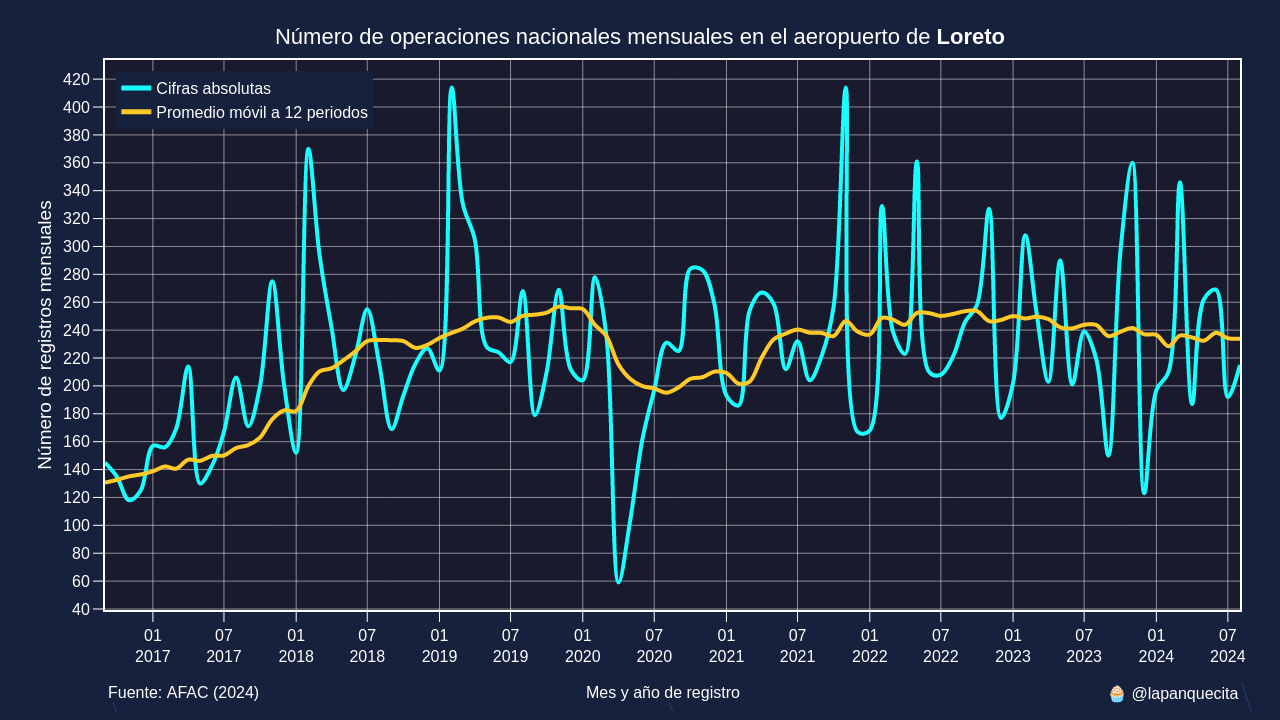 Número de operaciones nacionales mensuales en el aeropuerto de Loreto
Cifras absolutas
Promedio móvil a 12 periodos
Número de registros mensuales
420
400
380
360
340
320
300
280
260
240
220
200
180
160
140
120
100
80
60
40
01 07 01 07 01 07 01 07 01 07 01 07 01 07 01 07
2017 2017 2018 2018 2019 2019 2020 2020 2021 2021 2022 2022 2023 2023 2024 2024
Fuente: AFAC (2024)
Mes y año de registro
🧁 @lapanquecita